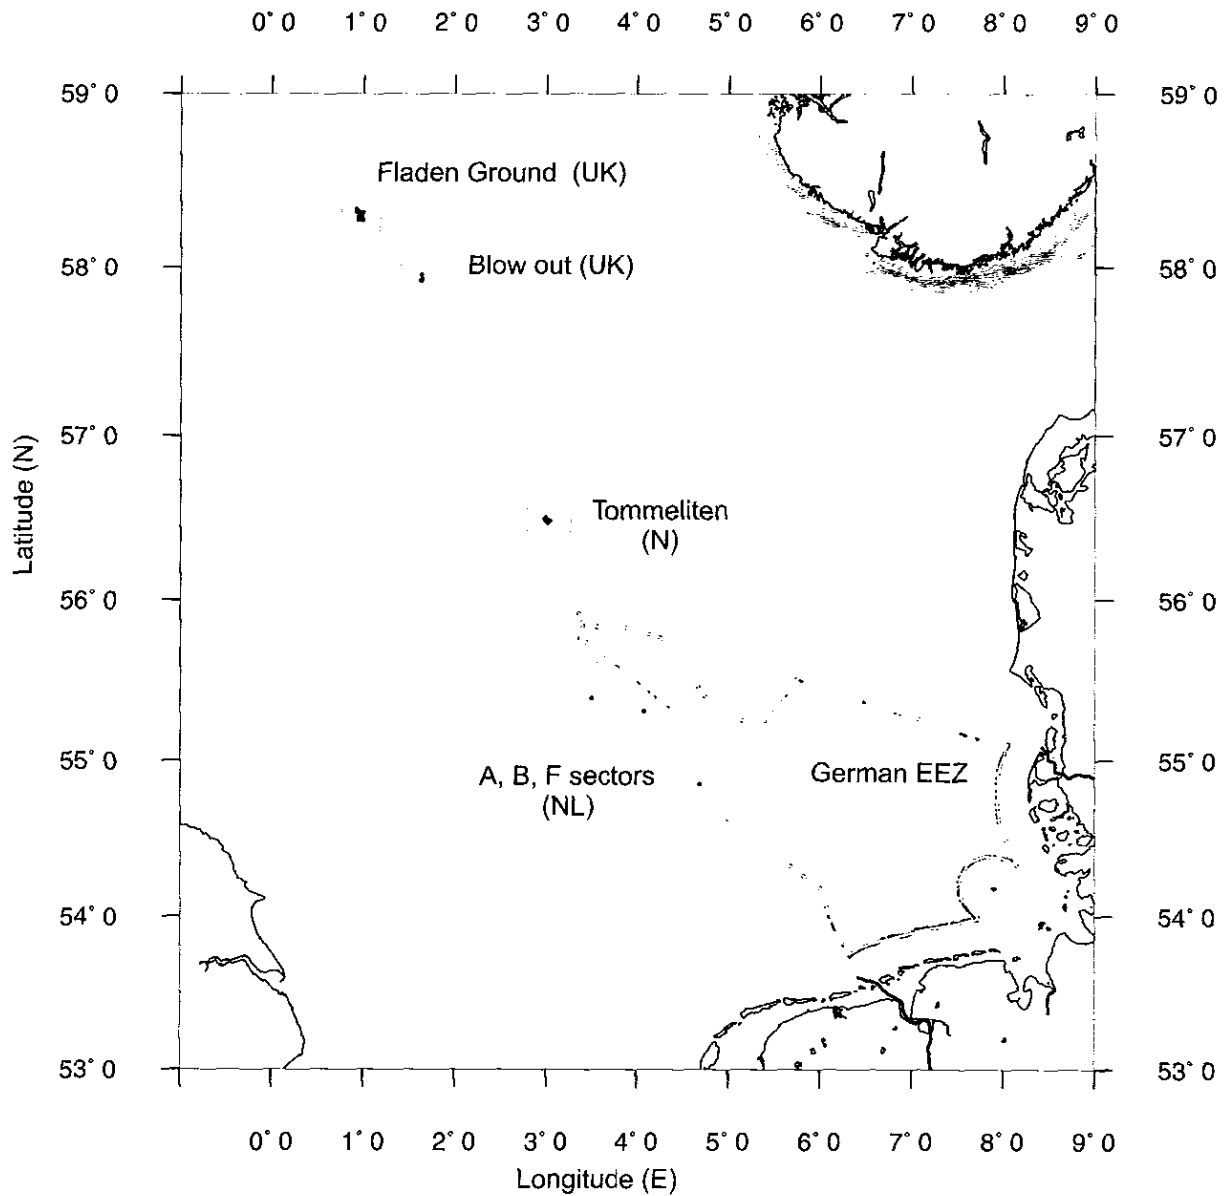 0° 0 1° 0 2° 0 3° 0 4° 0 5° 0 6° 0 7° 0 8° 0 9° 0
59° 0 59° 0
Fladen Ground (UK)
58° 0 Blow out (UK) 58° 0
57° 0 57° 0
Latitude (N)
Tommeliten
(N)
56° 0 56° 0
55° 0 55° 0
A, B, F sectors German EEZ
(NL)
54° 0 54° 0
53° 0 53° 0
0° 0 1° 0 2° 0 3° 0 4° 0 5° 0 6° 0 7° 0 8° 0 9° 0
Longitude (E)